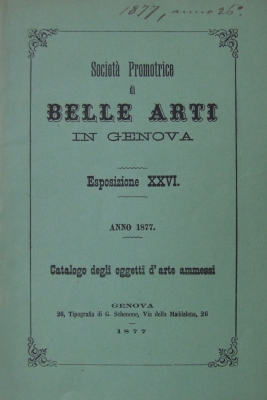 1877, anno 26º
Società Promotrice
di
BELLE ARTI
IN GENOVA
Esposizione XXVI.
ANNO 1877.
Catalogo degli oggetti d'arte ammessi
GENOVA
26, Tipografia di G. Schenone, Via della Maddalena, 26
1877